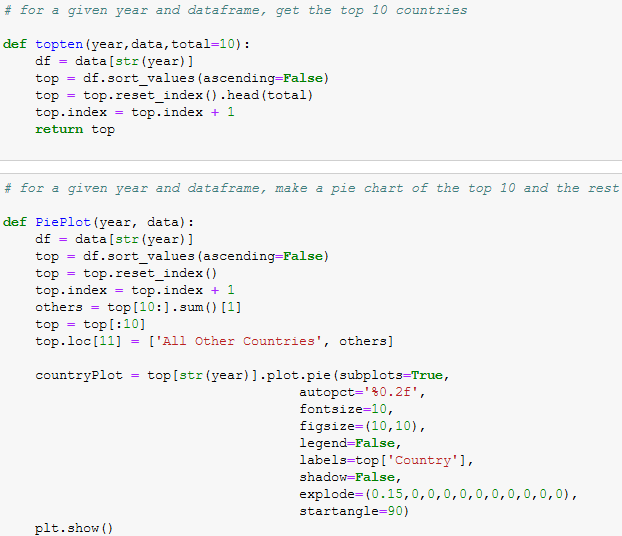 # for a given year and dataframe, get the top 10 countries
def topten(year,data,total=10):
    df = data[str(year)]
    top = df.sort_values(ascending=False)
    top = top.reset_index().head(total)
    top.index = top.index + 1
    return top
# for a given year and dataframe, make a pie chart of the top 10 and the rest
def PiePlot(year, data):
    df = data[str(year)]
    top = df.sort_values(ascending=False)
    top = top.reset_index()
    top.index = top.index + 1
    others = top[10:].sum()[1]
    top = top[:10]
    top.loc[11] = ['All Other Countries', others]
    countryPlot = top[str(year)].plot.pie(subplots=True,
                                     autopct='%0.2f',
                                     fontsize=10,
                                     figsize=(10,10),
                                     legend=False,
                                     labels=top['Country'],
                                     shadow=False,
                                     explode=(0.15,0,0,0,0,0,0,0,0,0,0),
                                     startangle=90)
    plt.show()